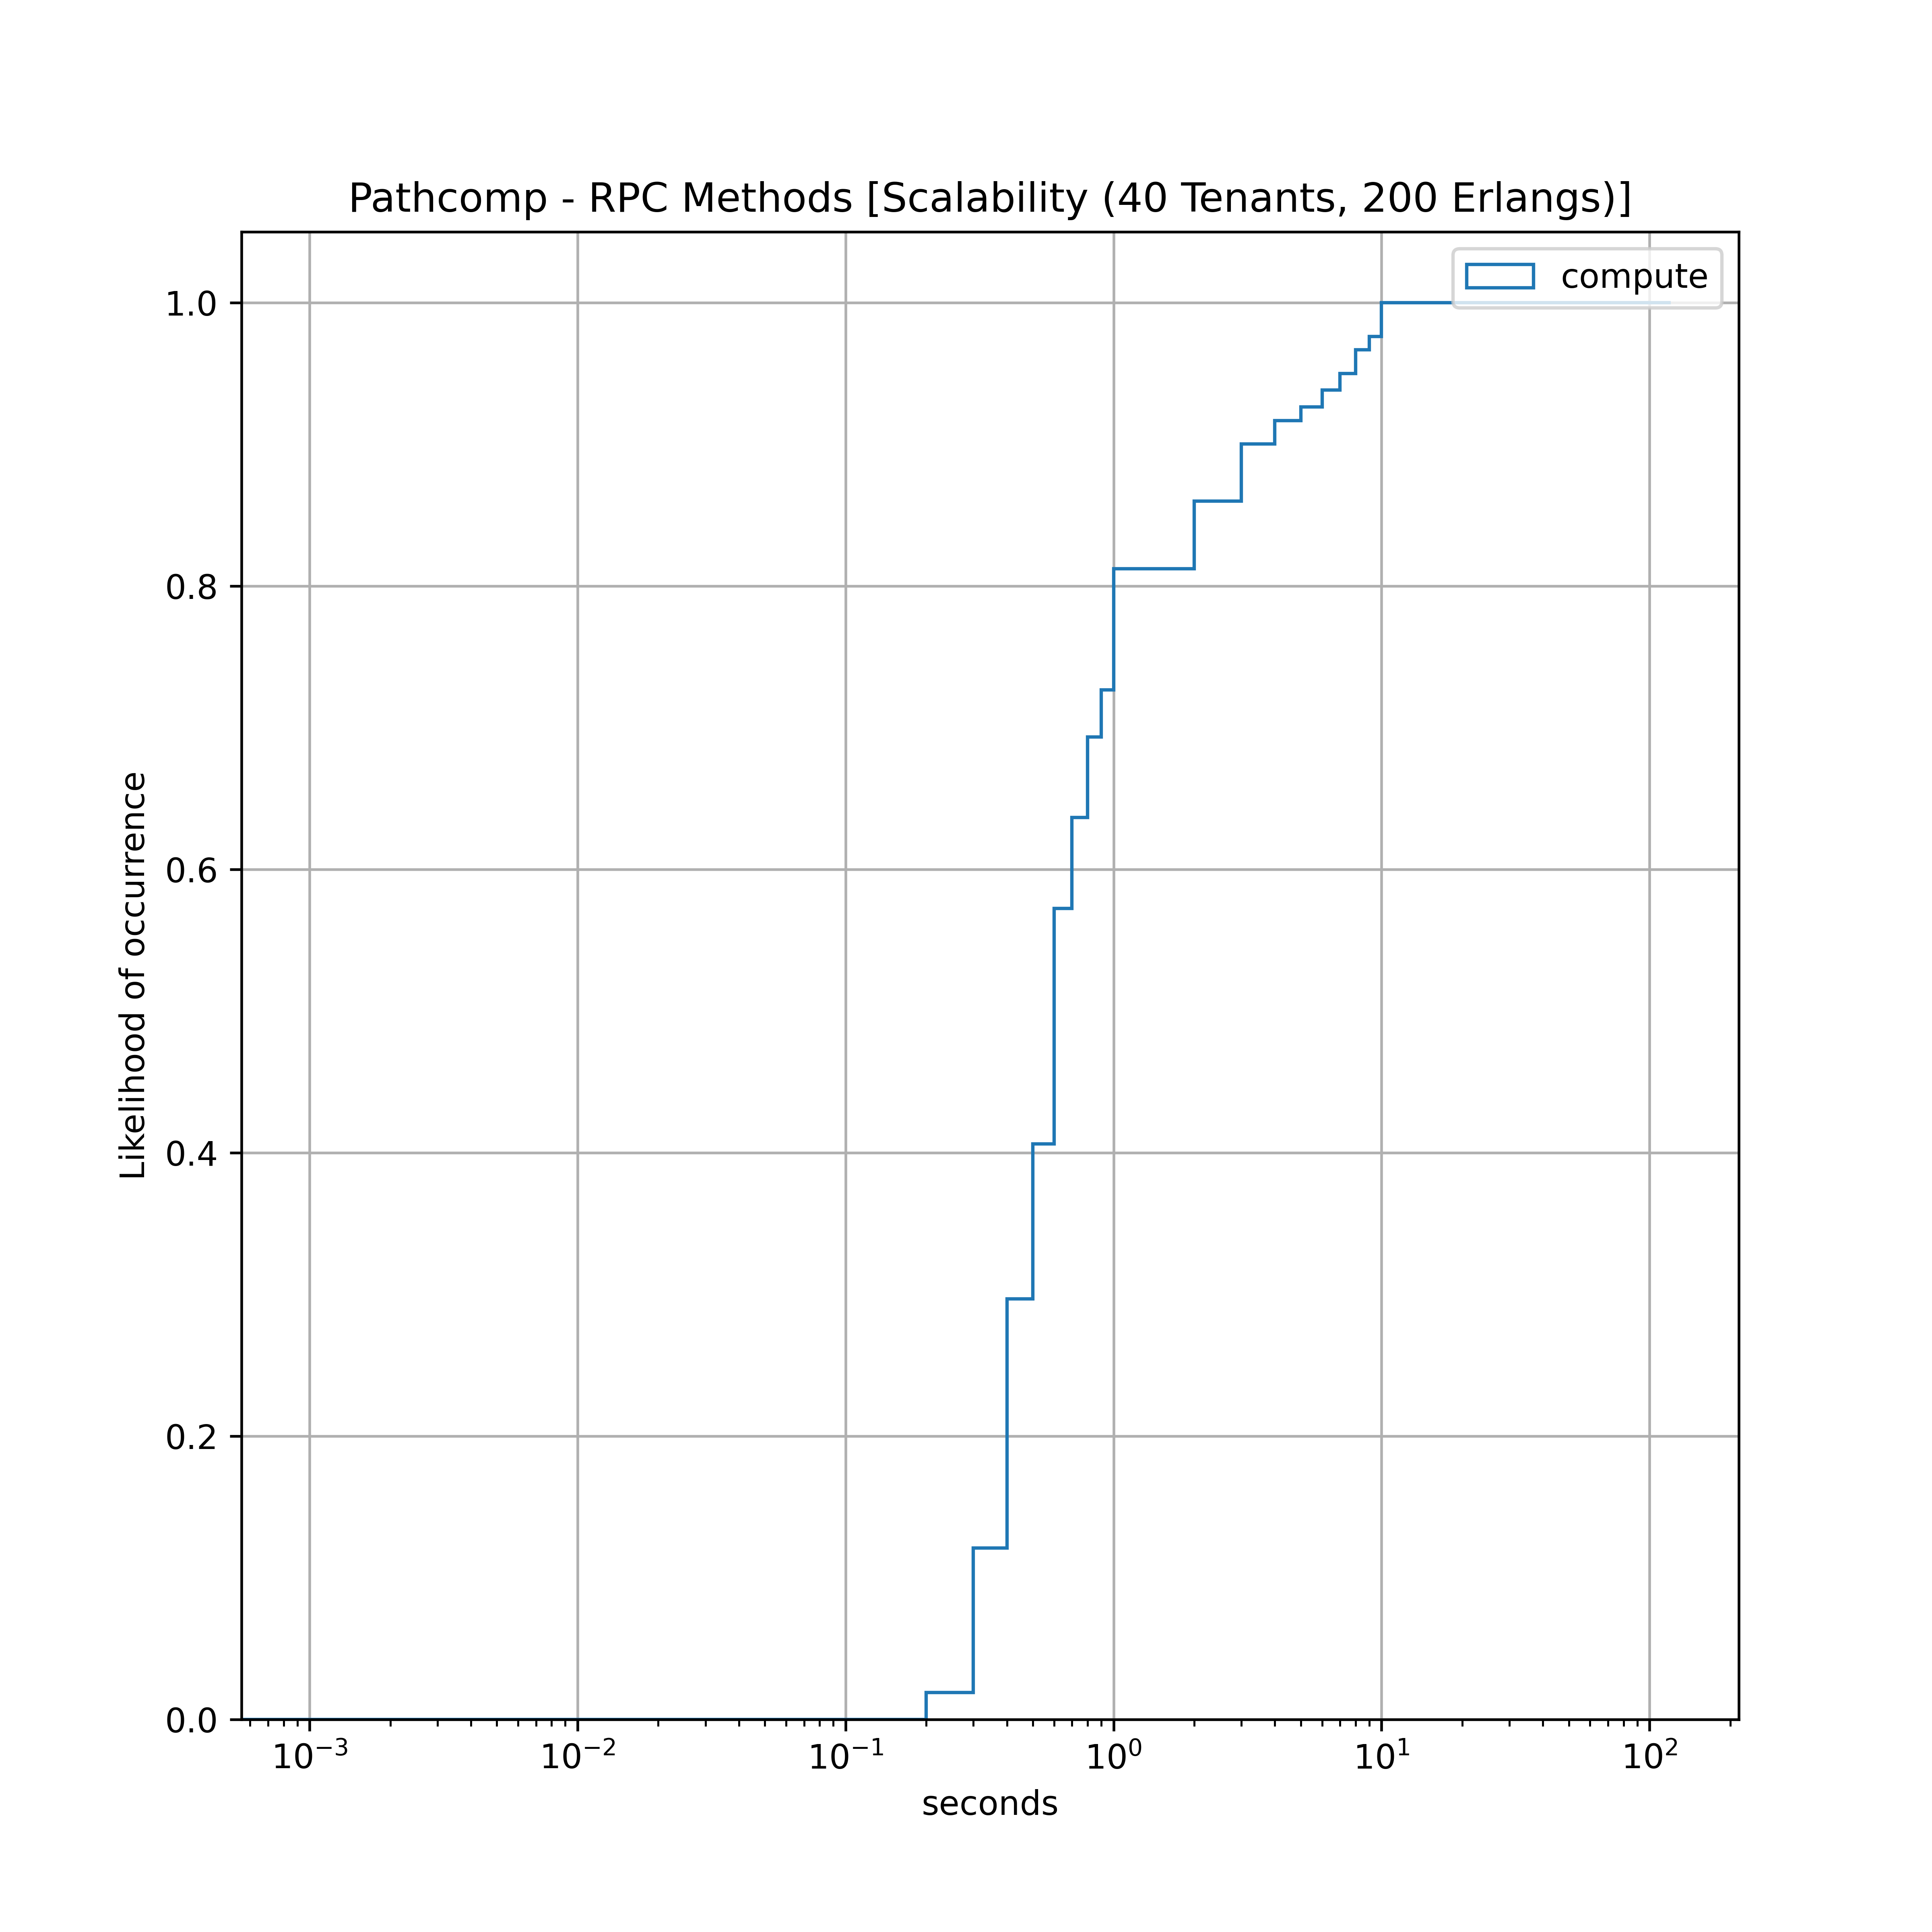 Pathcomp - RPC Methods [Scalability (40 Tenants, 200 Erlangs)]
compute
1.0
0.8
0.6
0.4
0.2
0.0
Likelihood of occurrence
10⁻³ 10⁻² 10⁻¹ 10⁰ 10¹ 10²
seconds